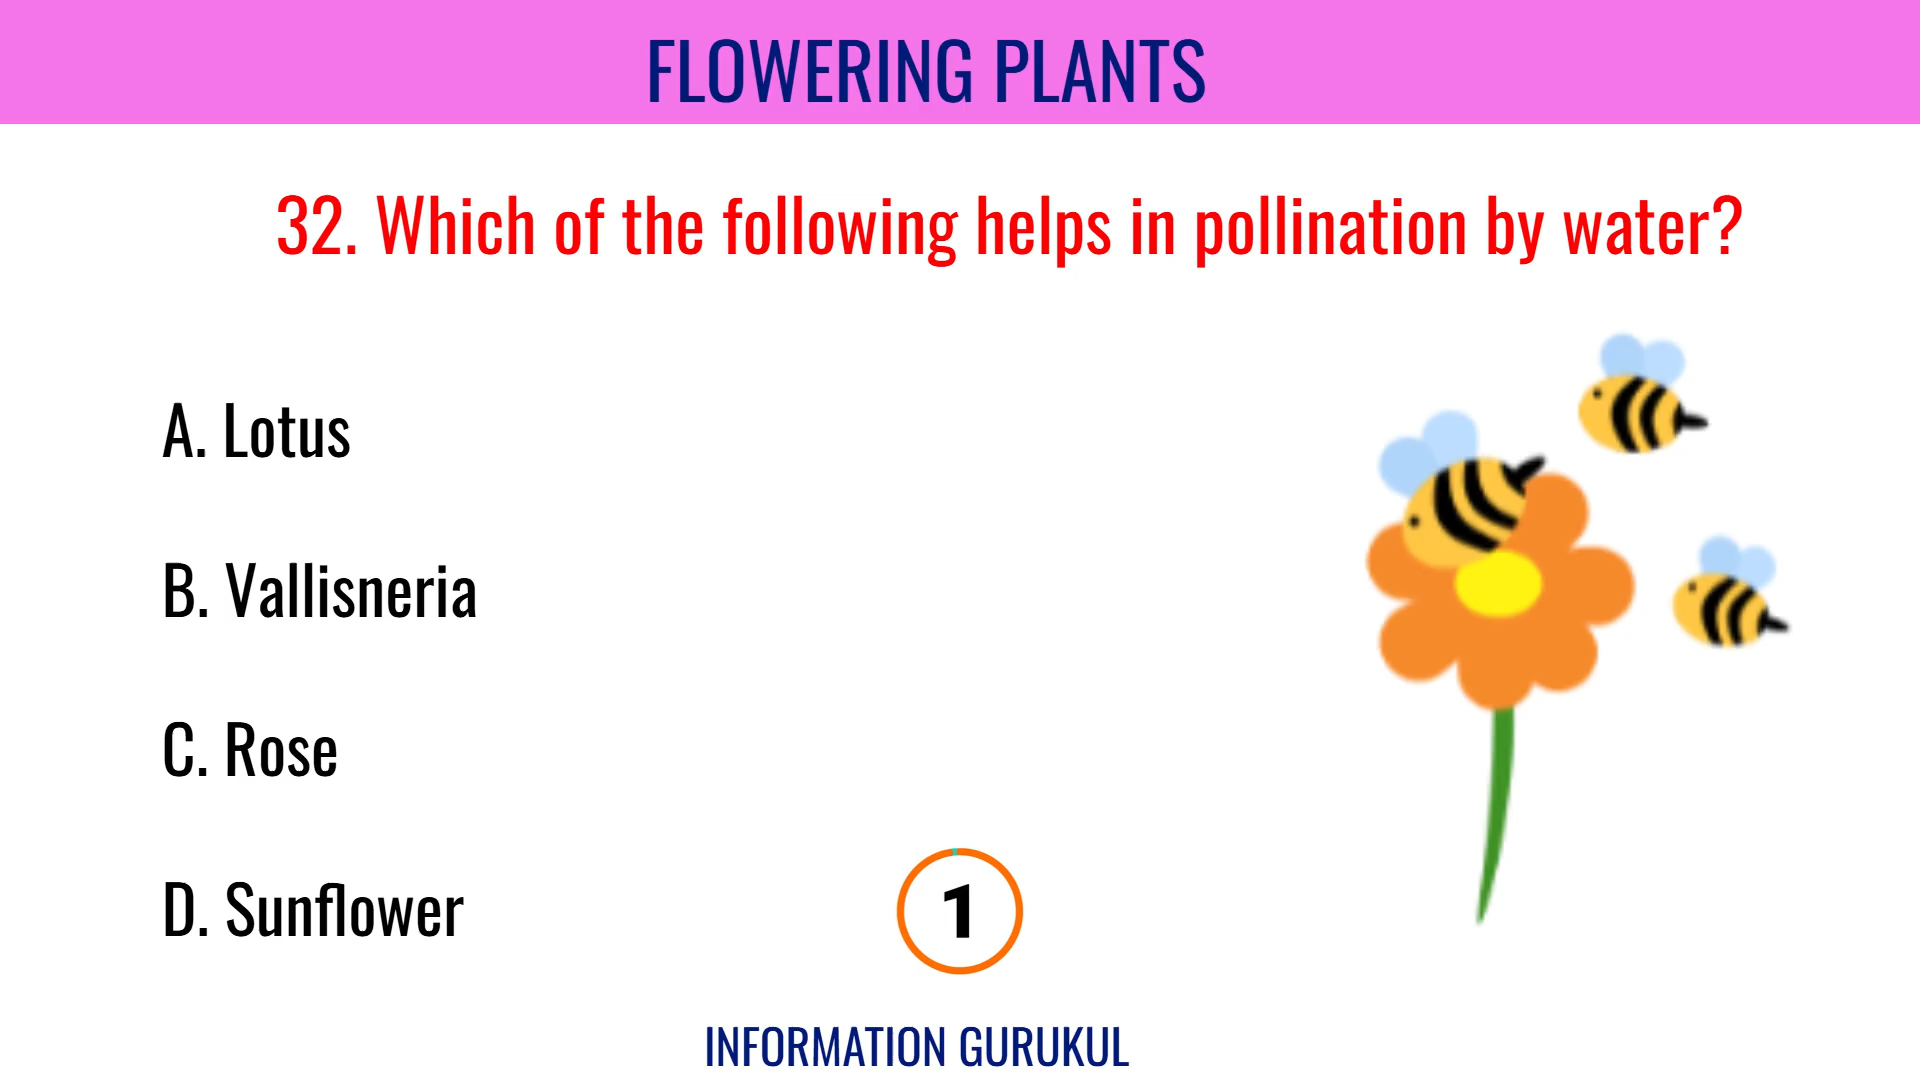 FLOWERING PLANTS
32. Which of the following helps in pollination by water?
A. Lotus
B. Vallisneria
C. Rose
D. Sunflower
1
INFORMATION GURUKUL